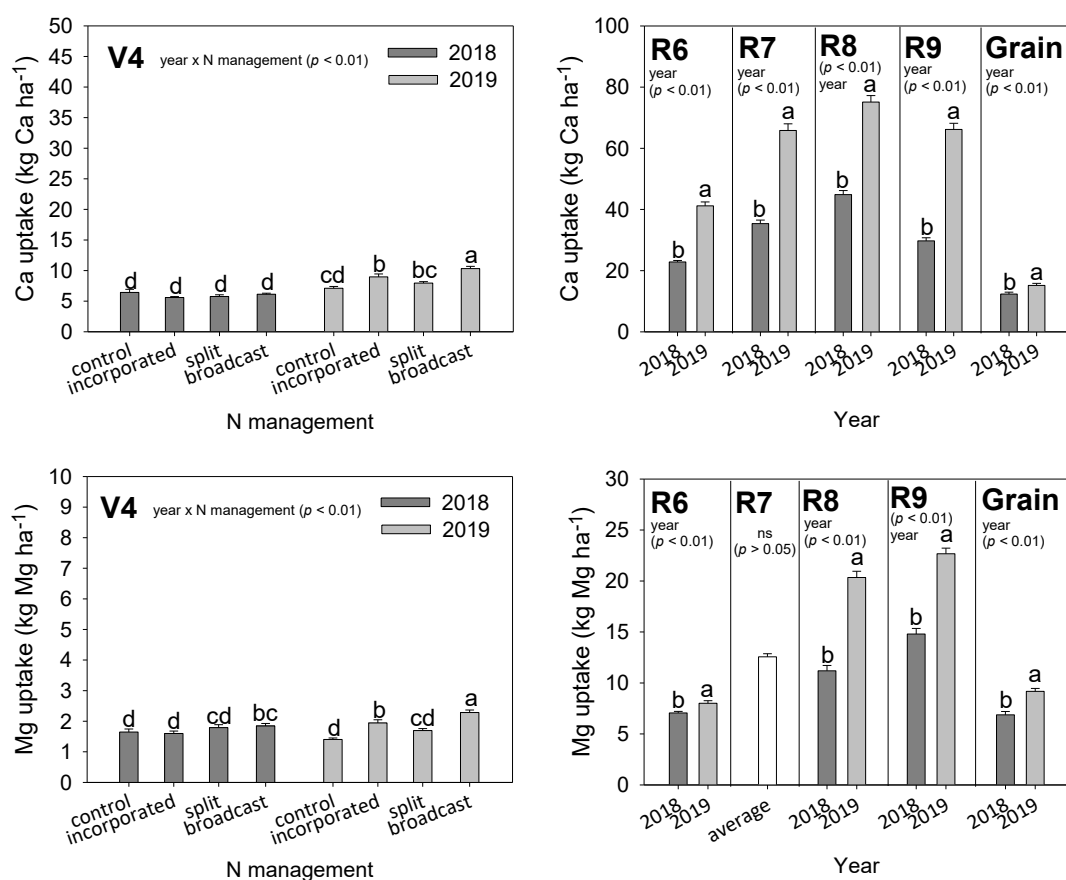 50
45
40
35
30
25
20
15
10
5
0
Ca uptake (kg Ca ha⁻¹)
V4 year x N management (p < 0.01)
2018
2019
d d d d cd b bc a
control incorporated split broadcast control incorporated split broadcast
N management
100
80
60
40
20
0
Ca uptake (kg Ca ha⁻¹)
R6
year
(p < 0.01)
b a
R7
year
(p < 0.01)
b a
R8
(p < 0.01)
year
b a
R9
year
(p < 0.01)
b a
Grain
year
(p < 0.01)
b a
2018 2019 2018 2019 2018 2019 2018 2019 2018 2019
Year
10
9
8
7
6
5
4
3
2
1
0
Mg uptake (kg Mg ha⁻¹)
V4 year x N management (p < 0.01)
2018
2019
d d cd bc d b cd a
control incorporated split broadcast control incorporated split broadcast
N management
30
25
20
15
10
5
0
Mg uptake (kg Mg ha⁻¹)
R6
year
(p < 0.01)
b a
R7
ns
(p > 0.05)
R8
year
(p < 0.01)
b a
R9
(p < 0.01)
year
b a
Grain
year
(p < 0.01)
b a
2018 2019 average 2018 2019 2018 2019 2018 2019
Year